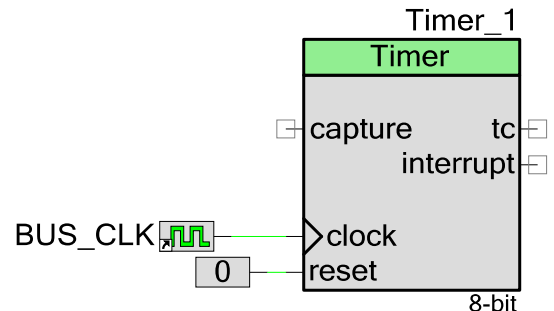 Timer_1
Timer
capture tc
interrupt
BUS_CLK clock
0 reset
8-bit